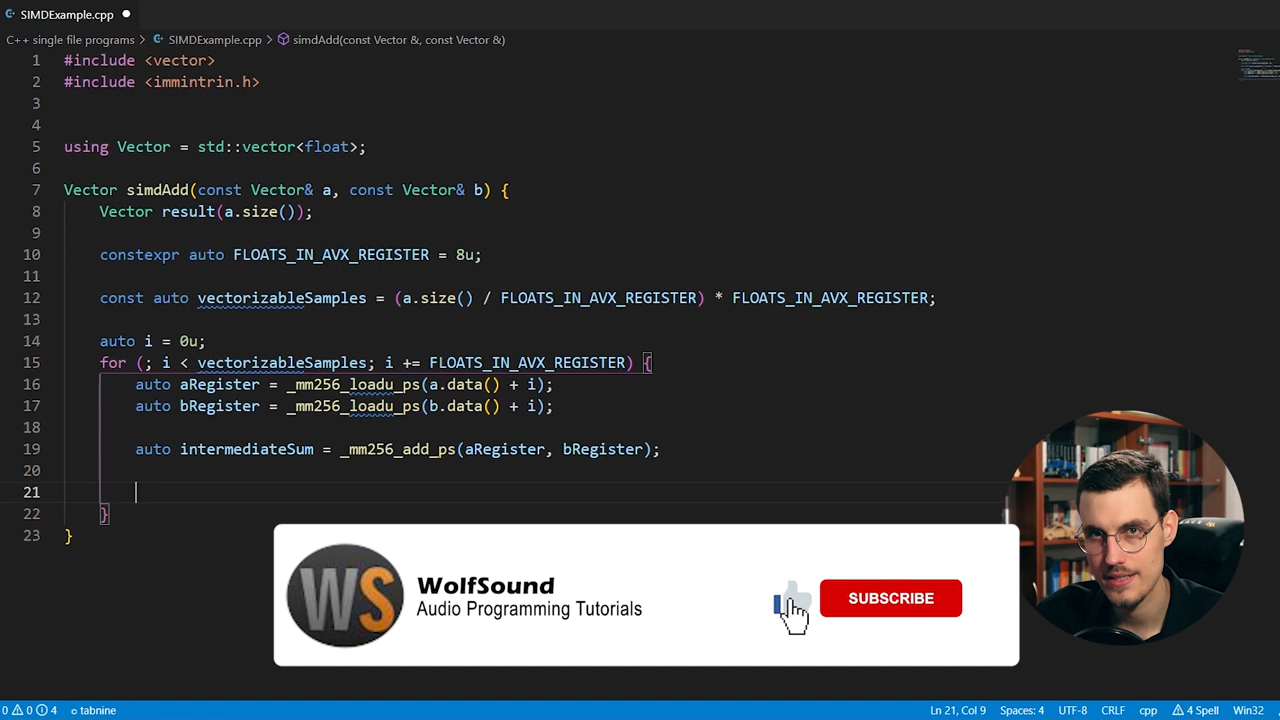 SIMDExample.cpp
C++ single file programs > SIMDExample.cpp > simdAdd(const Vector &, const Vector &)
1 #include <vector>
2 #include <immintrin.h>
3
4
5 using Vector = std::vector<float>;
6
7 Vector simdAdd(const Vector& a, const Vector& b) {
8 Vector result(a.size());
9
10 constexpr auto FLOATS_IN_AVX_REGISTER = 8u;
11
12 const auto vectorizableSamples = (a.size() / FLOATS_IN_AVX_REGISTER) * FLOATS_IN_AVX_REGISTER;
13
14 auto i = 0u;
15 for (; i < vectorizableSamples; i += FLOATS_IN_AVX_REGISTER) {
16 auto aRegister = _mm256_loadu_ps(a.data() + i);
17 auto bRegister = _mm256_loadu_ps(b.data() + i);
18
19 auto intermediateSum = _mm256_add_ps(aRegister, bRegister);
20
21
22 }
23 }
WS
WolfSound
Audio Programming Tutorials
SUBSCRIBE
0 0 4 tabnine Ln 21, Col 9 Spaces: 4 UTF-8 CRLF cpp 4 Spell Win32